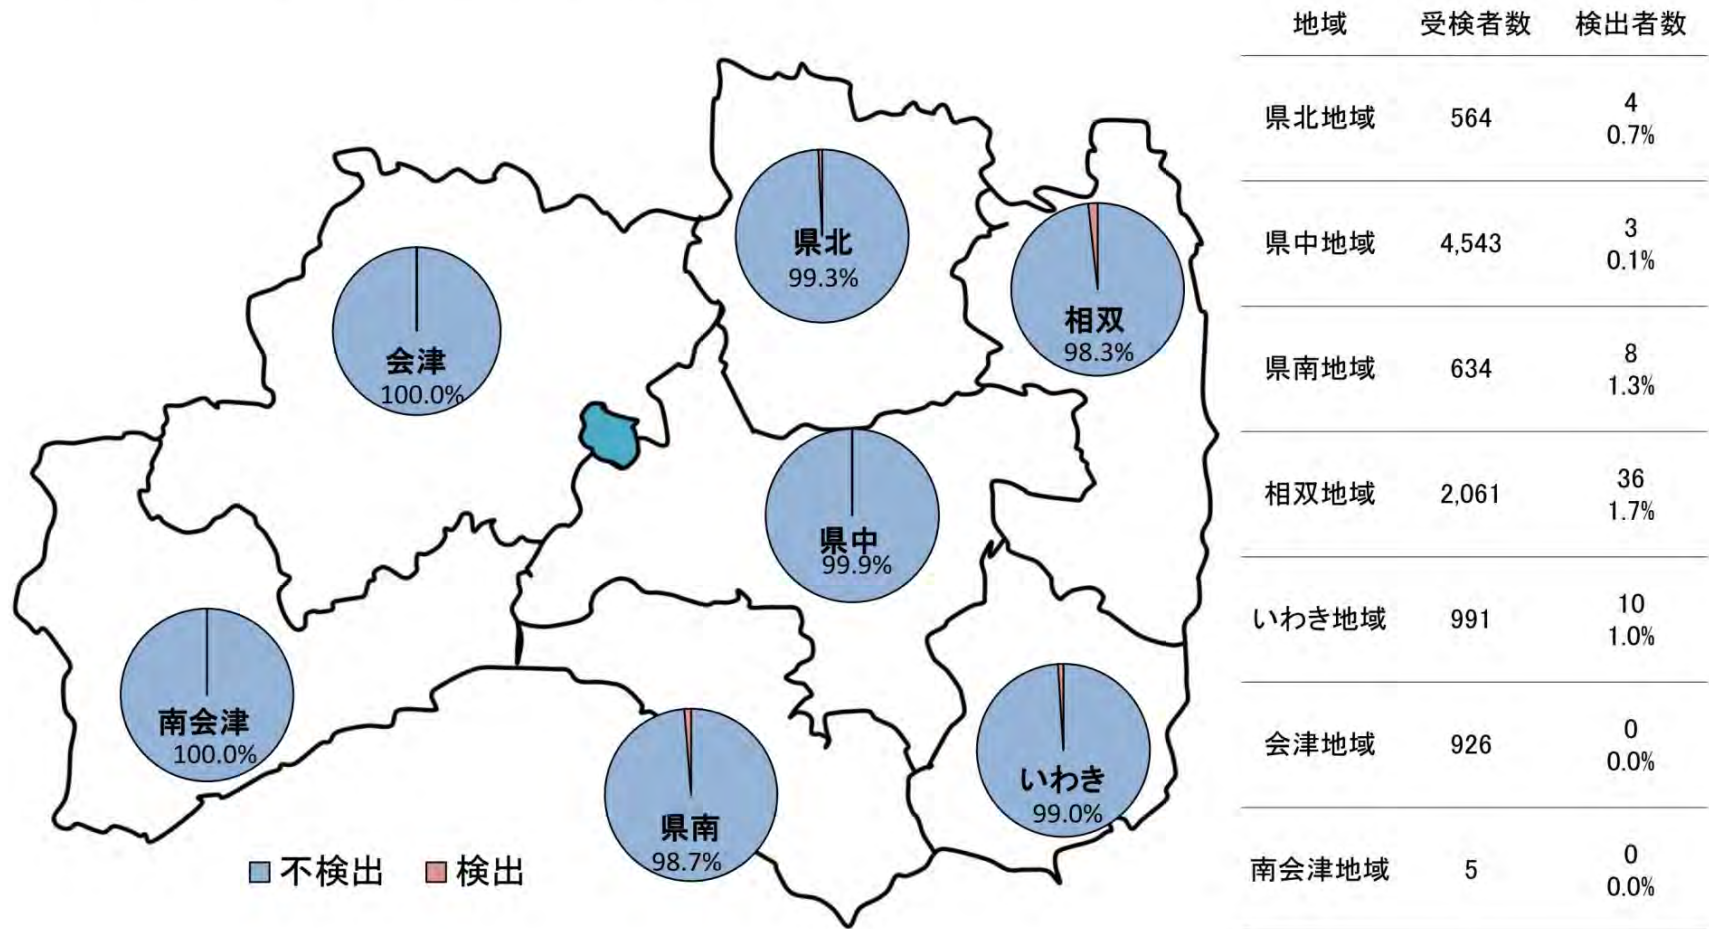 県北
99.3%
相双
98.3%
会津
100.0%
県中
99.9%
南会津
100.0%
いわき
99.0%
県南
98.7%
不検出 検出
地域 受検者数 検出者数
県北地域 564 4
0.7%
県中地域 4,543 3
0.1%
県南地域 634 8
1.3%
相双地域 2,061 36
1.7%
いわき地域 991 10
1.0%
会津地域 926 0
0.0%
南会津地域 5 0
0.0%